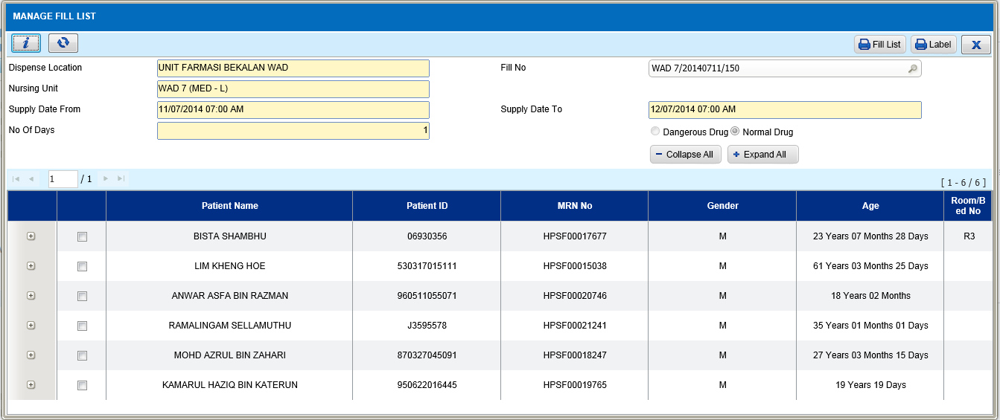 MANAGE FILL LIST
i Fill List Label X
Dispense Location UNIT FARMASI BEKALAN WAD Fill No WAD 7/20140711/150
Nursing Unit WAD 7 (MED - L)
Supply Date From 11/07/2014 07:00 AM Supply Date To 12/07/2014 07:00 AM
No Of Days 1 Dangerous Drug Normal Drug
Collapse All Expand All
1 / 1 [ 1 - 6 / 6 ]
Patient Name Patient ID MRN No Gender Age Room/B
ed No
BISTA SHAMBHU 06930356 HPSF00017677 M 23 Years 07 Months 28 Days R3
LIM KHENG HOE 530317015111 HPSF00015038 M 61 Years 03 Months 25 Days
ANWAR ASFA BIN RAZMAN 960511055071 HPSF00020746 M 18 Years 02 Months
RAMALINGAM SELLAMUTHU J3595578 HPSF00021241 M 35 Years 01 Months 01 Days
MOHD AZRUL BIN ZAHARI 870327045091 HPSF00018247 M 27 Years 03 Months 15 Days
KAMARUL HAZIQ BIN KATERUN 950622016445 HPSF00019765 M 19 Years 19 Days